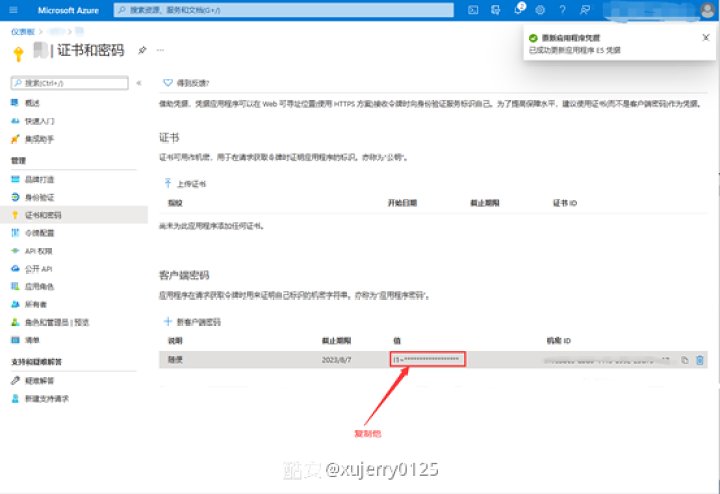 Microsoft Azure
搜索资源、服务和文档(G+/)
2
仪表板 >
重新应用程序凭据
已成功更新应用程序 E5 凭据
| 证书和密码
搜索(Ctrl+/)
概述
快速入门
集成助手
管理
品牌打造
身份验证
证书和密码
令牌配置
API 权限
公开 API
应用角色
所有者
角色和管理员 | 预览
清单
支持和疑难解答
疑难解答
新建支持请求
得到反馈?
借助凭据，凭据应用程序可以在 Web 可寻址位置(使用 HTTPS 方案)接收令牌时向身份验证服务标识自己。为了提高保障水平，建议使用证书(而不是客户端密码)作为凭据。
证书
证书可用作机密，用于在请求获取令牌时证明应用程序的标识。亦称为“公钥”。
上传证书
指纹 开始日期 截止期限 证书 ID
尚未为此应用程序添加任何证书。
客户端密码
应用程序在请求获取令牌时用来证明自己标识的机密字符串。亦称为“应用程序密码”。
新客户端密码
说明 截止期限 值 机密 ID
随便 2023/8/7
复制他
酷安 @xujerry0125